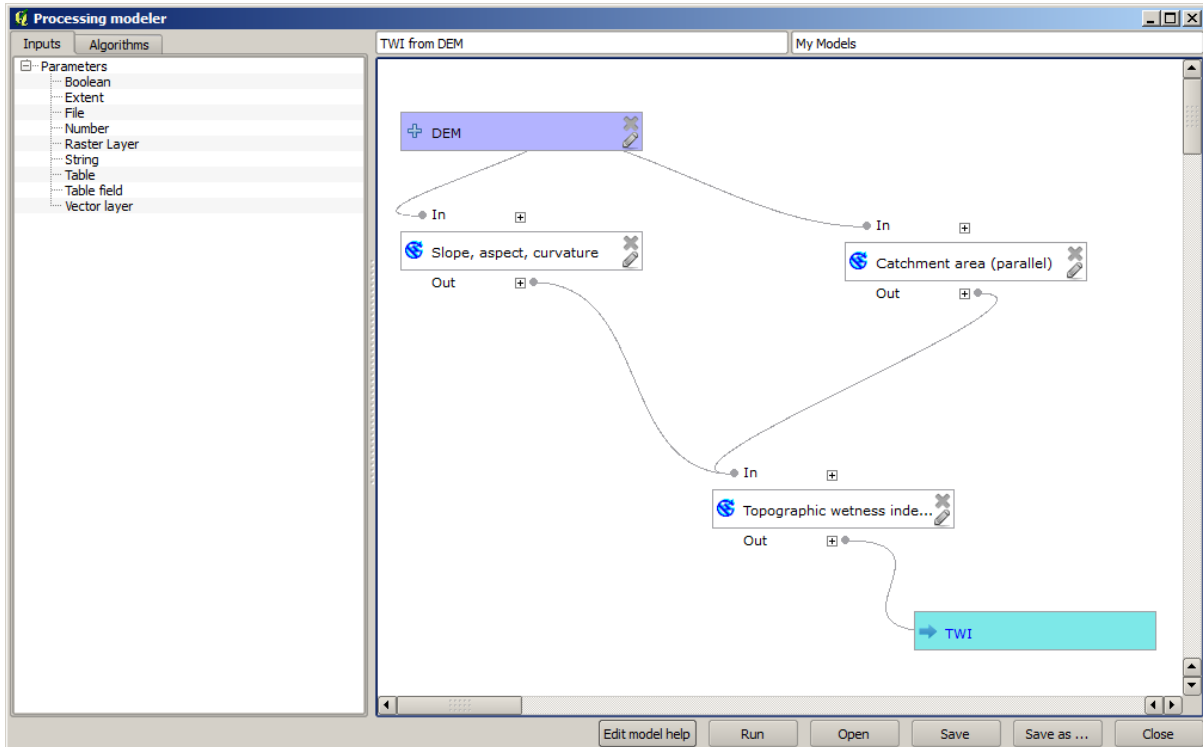 Processing modeler
Inputs
Algorithms
TWI from DEM
My Models
Parameters
Boolean
Extent
File
Number
Raster Layer
String
Table
Table field
Vector layer
DEM
In
Slope, aspect, curvature
Out
In
Catchment area (parallel)
Out
In
Topographic wetness inde...
Out
TWI
Edit model help
Run
Open
Save
Save as ...
Close